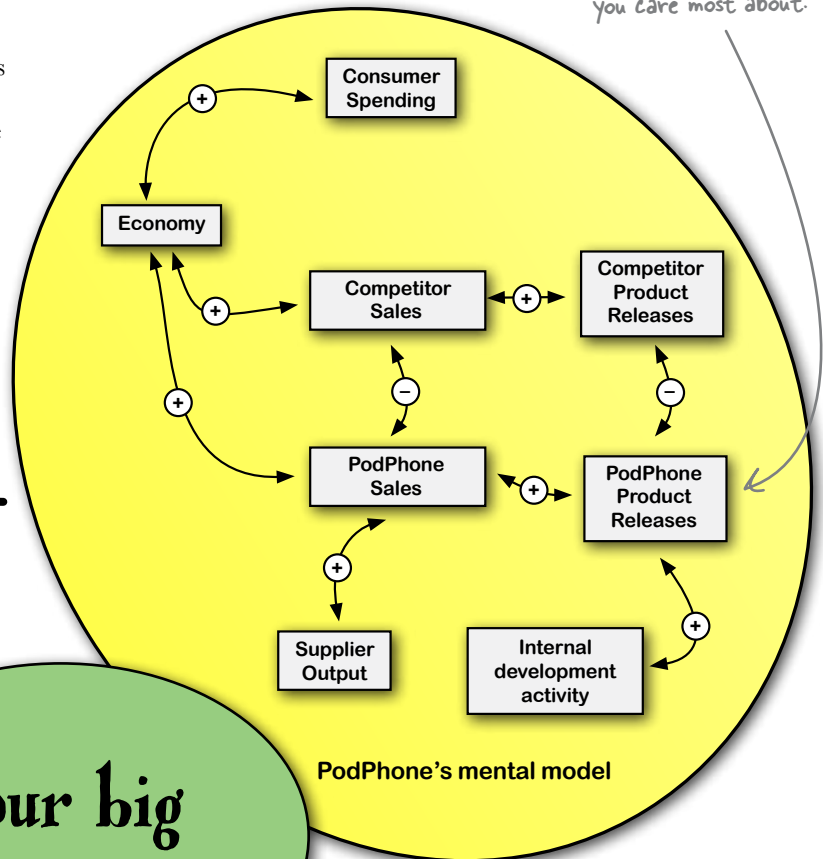 you care most about.
s
Consumer
Spending
+
Economy
+
Competitor
Sales
+
Competitor
Product
Releases
+
−
−
PodPhone
Sales
+
PodPhone
Product
Releases
+
Supplier
Output
Internal
development
activity
+
PodPhone’s mental model
our big